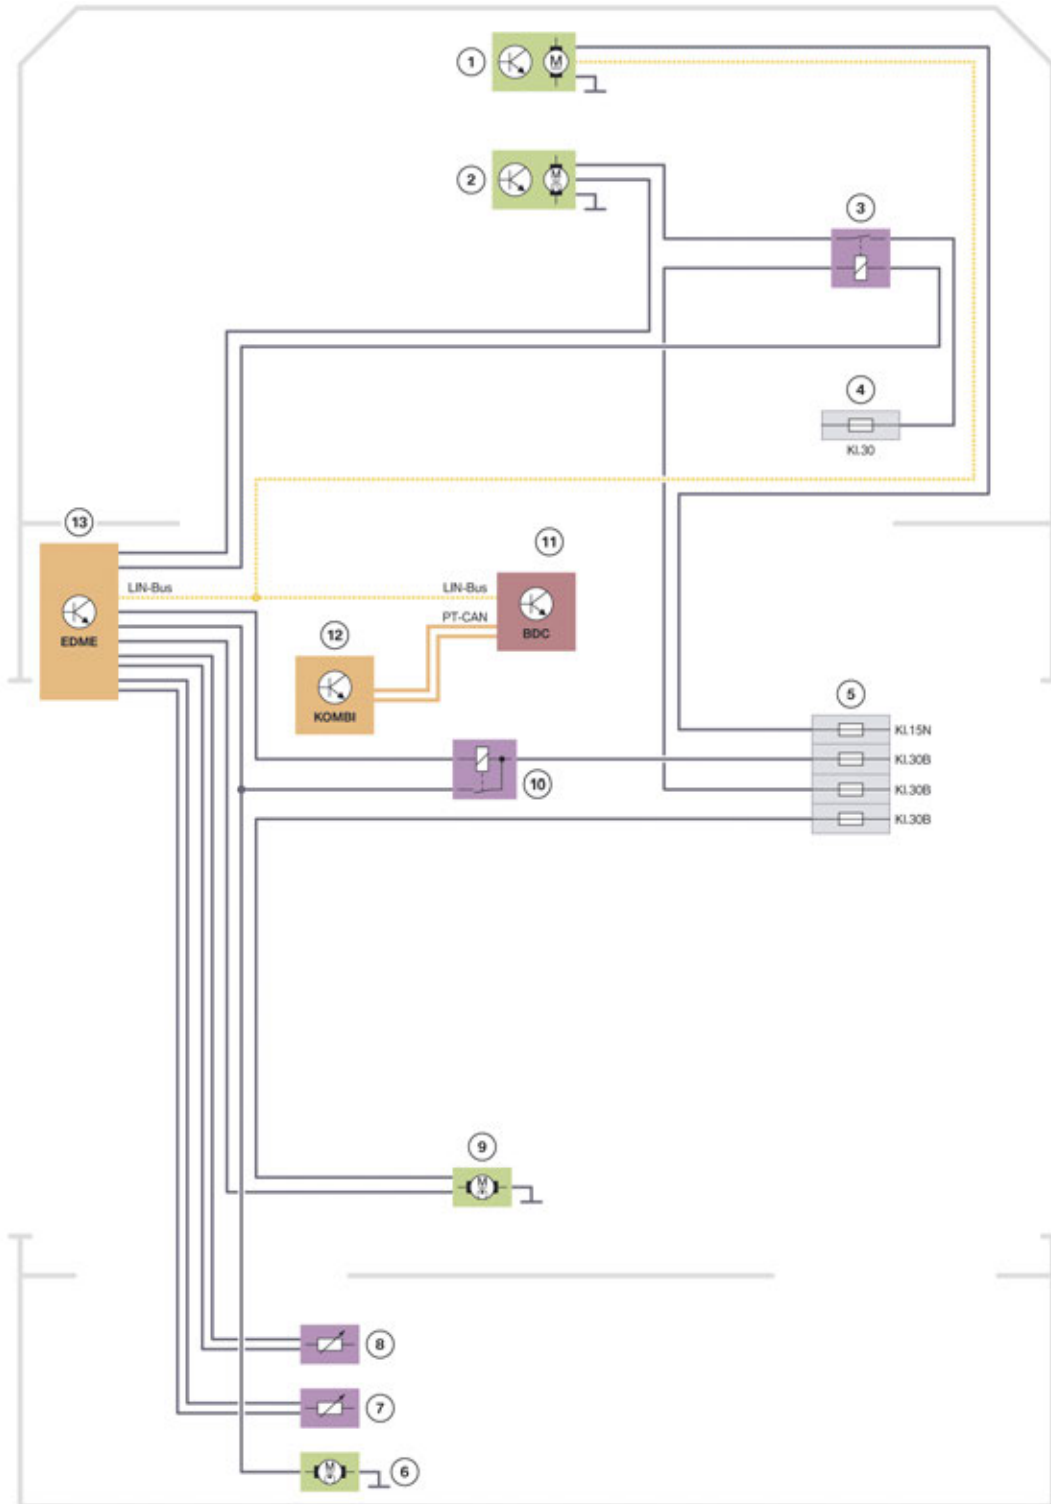 1
M
2
M
3
4
Kl.30
13
11
LIN-Bus
LIN-Bus
EDME
PT-CAN
BDC
12
KOMBI
5
Kl.15N
Kl.30B
10
Kl.30B
Kl.30B
9
M
8
7
M
6